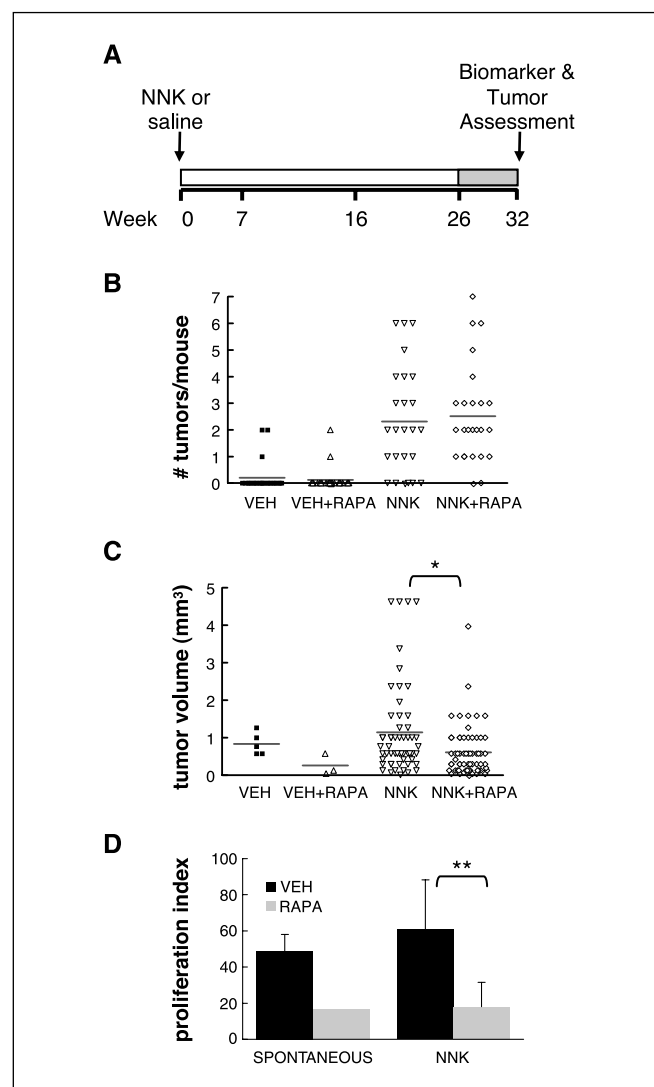 A
NNK or
saline
Biomarker &
Tumor
Assessment
Week 0 7 16 26 32
B
# tumors/mouse
7
6
5
4
3
2
1
0
VEH VEH+RAPA NNK NNK+RAPA
C
tumor volume (mm³)
*
5
4
3
2
1
0
VEH VEH+RAPA NNK NNK+RAPA
D
proliferation index
100
80
60
40
20
0
VEH
RAPA
**
SPONTANEOUS NNK